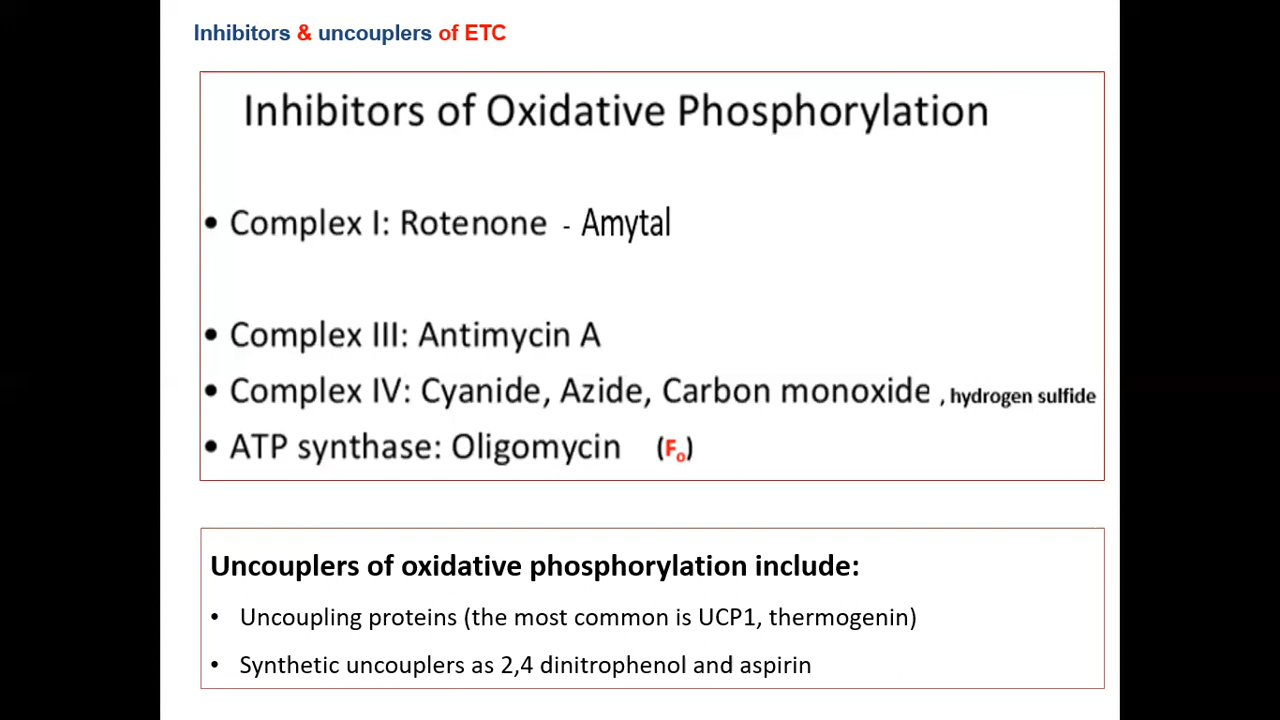 Inhibitors & uncouplers of ETC
Inhibitors of Oxidative Phosphorylation
• Complex I: Rotenone - Amytal
• Complex III: Antimycin A
• Complex IV: Cyanide, Azide, Carbon monoxide , hydrogen sulfide
• ATP synthase: Oligomycin (Fo)
Uncouplers of oxidative phosphorylation include:
• Uncoupling proteins (the most common is UCP1, thermogenin)
• Synthetic uncouplers as 2,4 dinitrophenol and aspirin